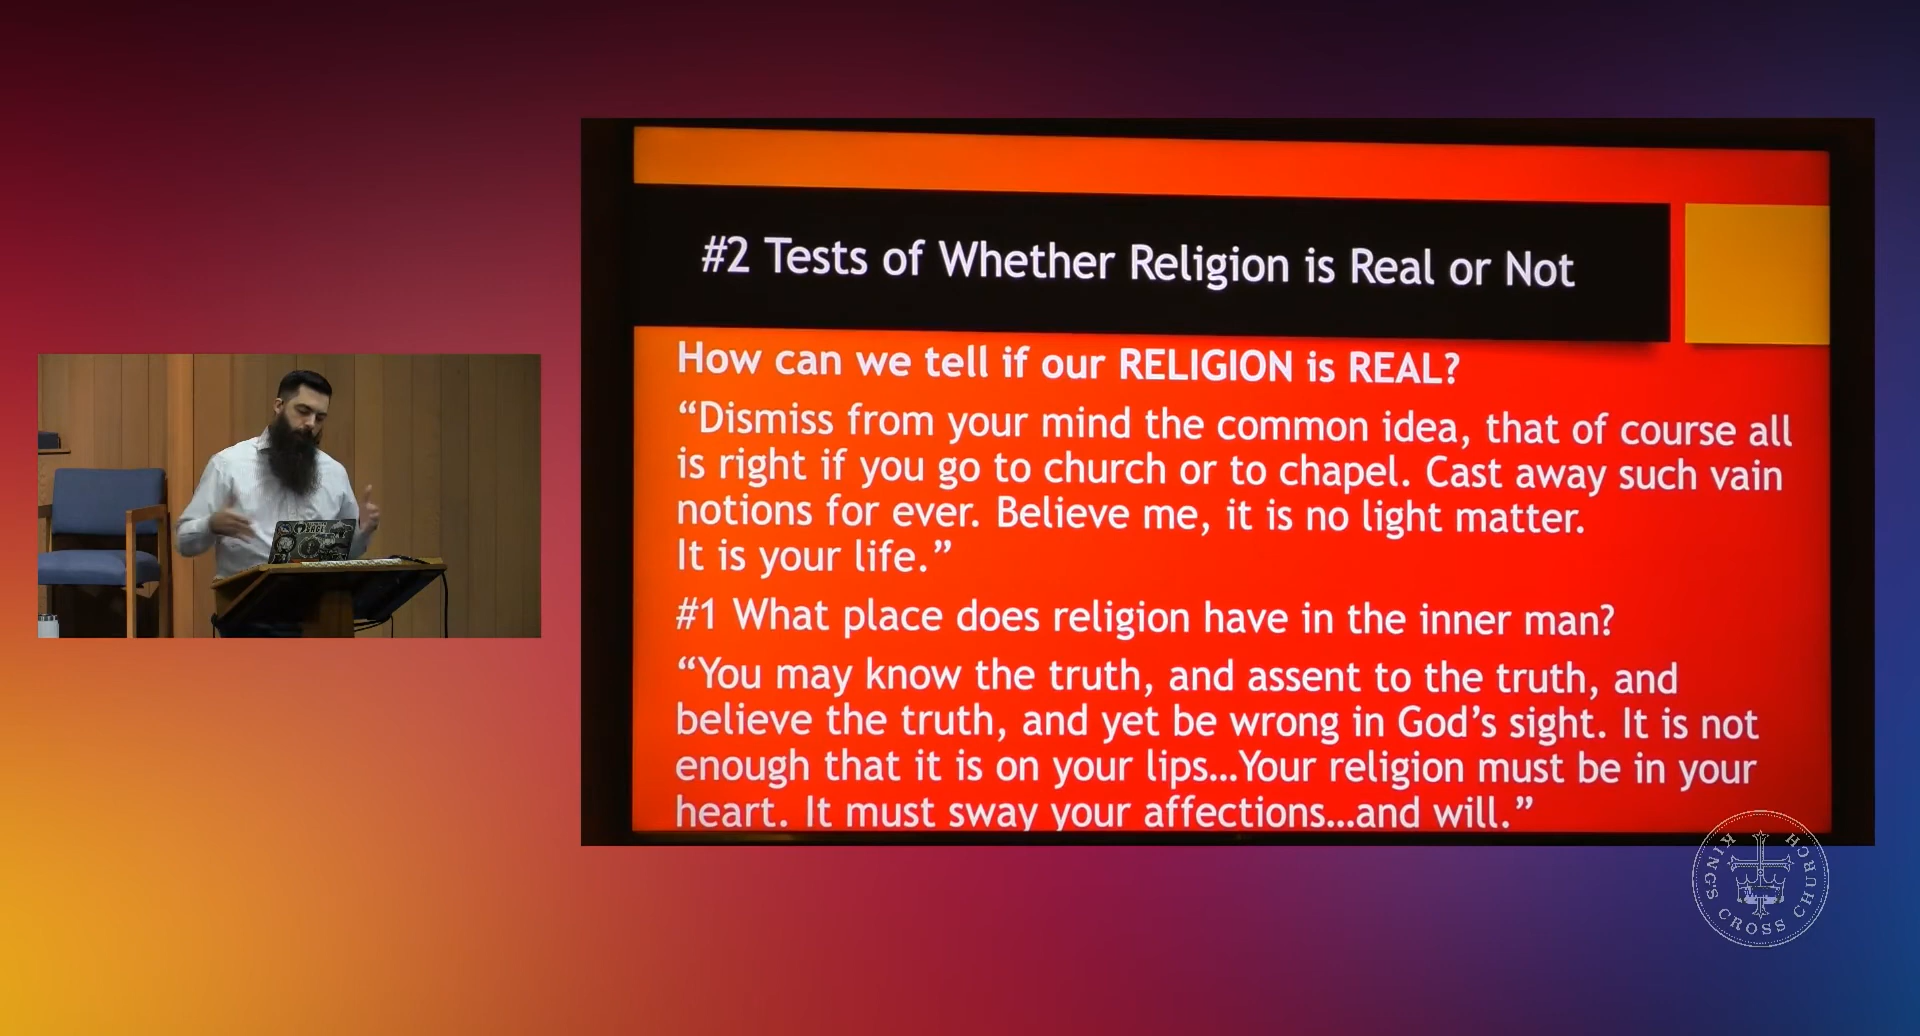 #2 Tests of Whether Religion is Real or Not
How can we tell if our RELIGION is REAL?
“Dismiss from your mind the common idea, that of course all
is right if you go to church or to chapel. Cast away such vain
notions for ever. Believe me, it is no light matter.
It is your life.”
#1 What place does religion have in the inner man?
“You may know the truth, and assent to the truth, and
believe the truth, and yet be wrong in God’s sight. It is not
enough that it is on your lips…Your religion must be in your
heart. It must sway your affections…and will.”
KING'S CROSS CHURCH